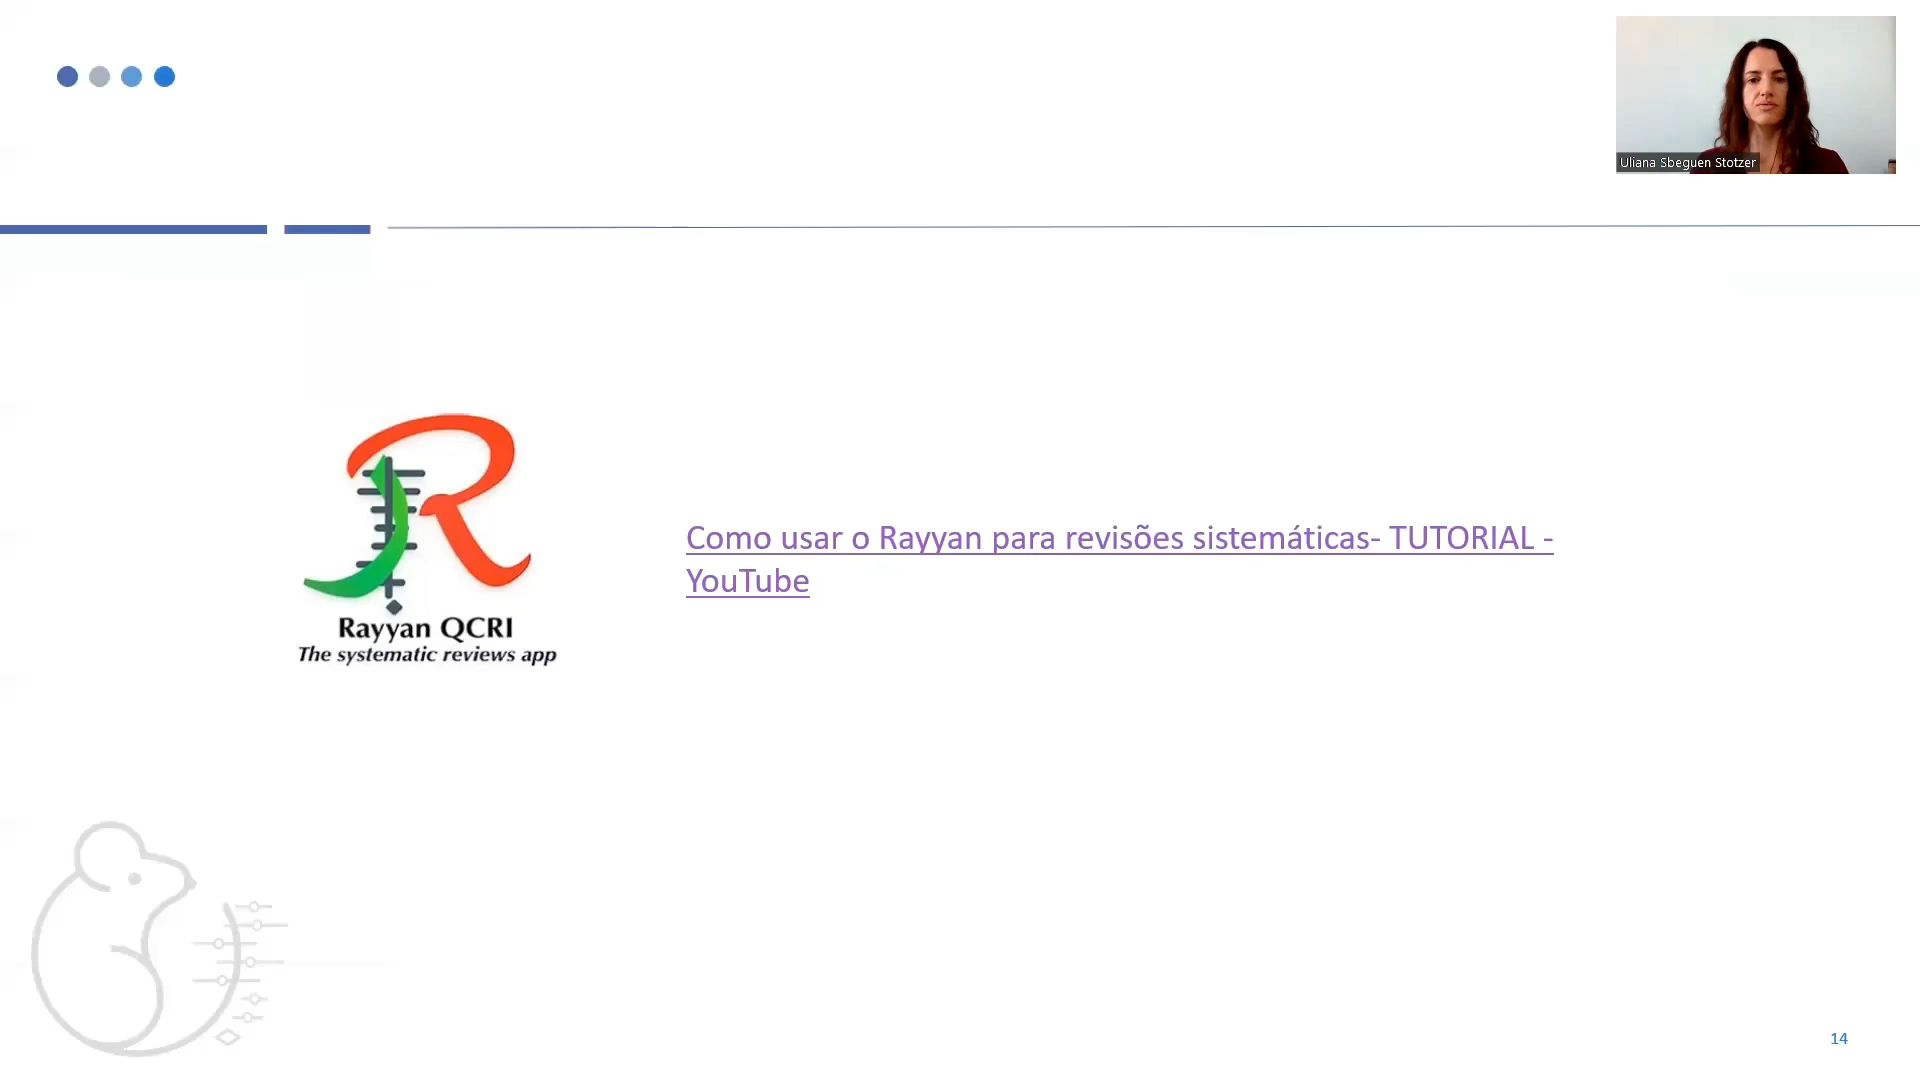 Uliana Sbeguen Stotzer
Como usar o Rayyan para revisões sistemáticas- TUTORIAL -
YouTube
Rayyan QCRI
The systematic reviews app
14